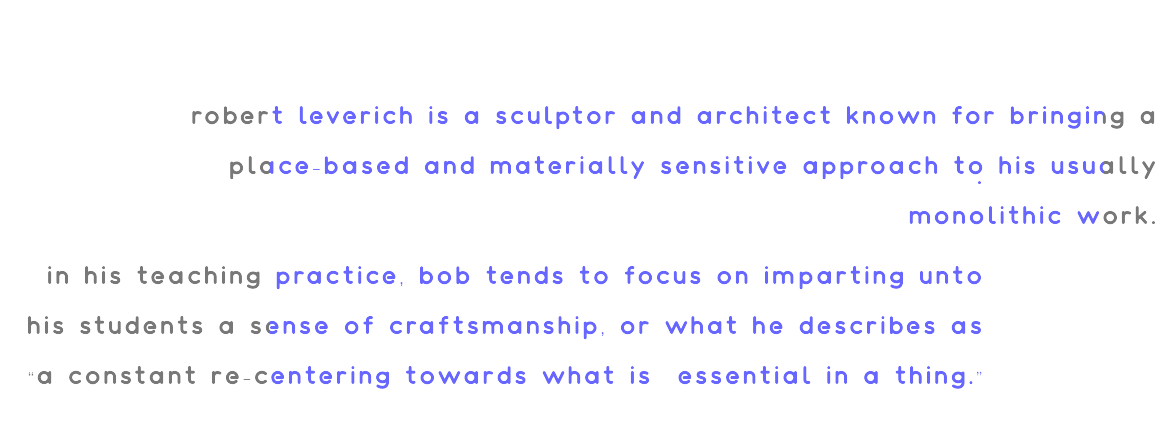 robert leverich is a sculptor and architect known for bringing a
place-based and materially sensitive approach to his usually
monolithic work.
in his teaching practice, bob tends to focus on imparting unto
his students a sense of craftsmanship, or what he describes as
“a constant re-centering towards what is essential in a thing.”